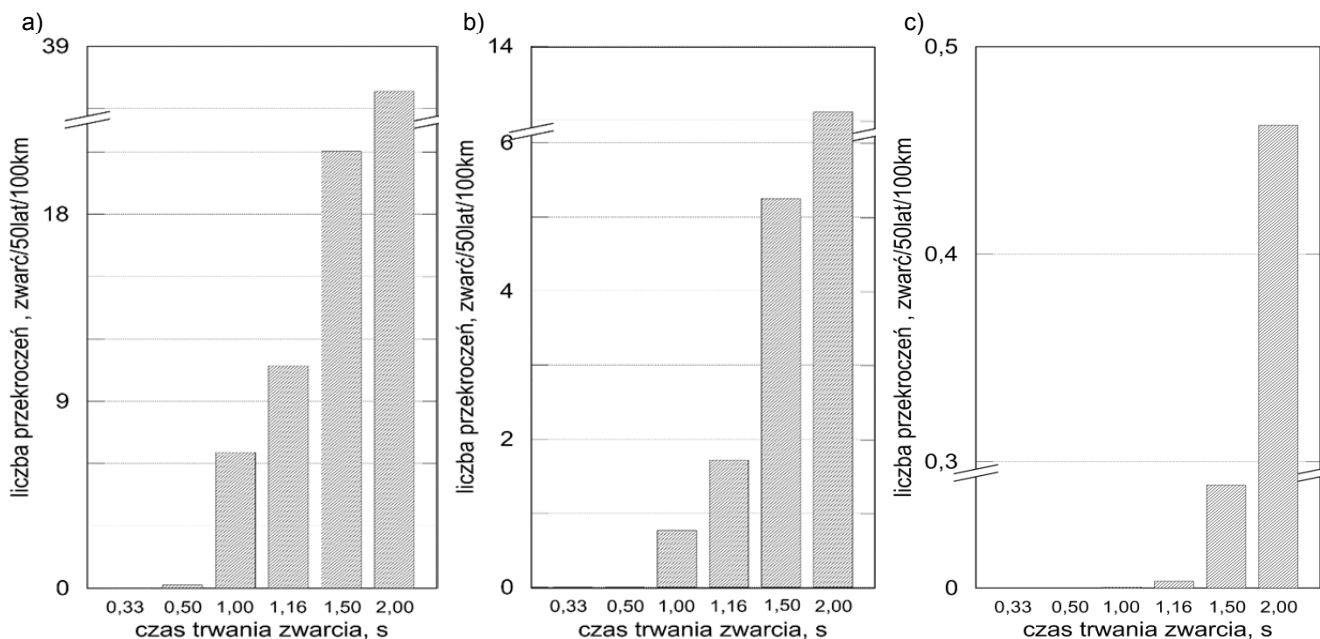 a)
39
18
9
0
liczba przekroczeń , zwarć/50lat/100km
0,33 0,50 1,00 1,16 1,50 2,00
czas trwania zwarcia, s
b)
14
6
4
2
0
liczba przekroczeń, zwarć/50lat/100km
0,33 0,50 1,00 1,16 1,50 2,00
czas trwania zwarcia, s
c)
0,5
0,4
0,3
0
liczba przekroczeń , zwarć/50lat/100km
0,33 0,50 1,00 1,16 1,50 2,00
czas trwania zwarcia, s